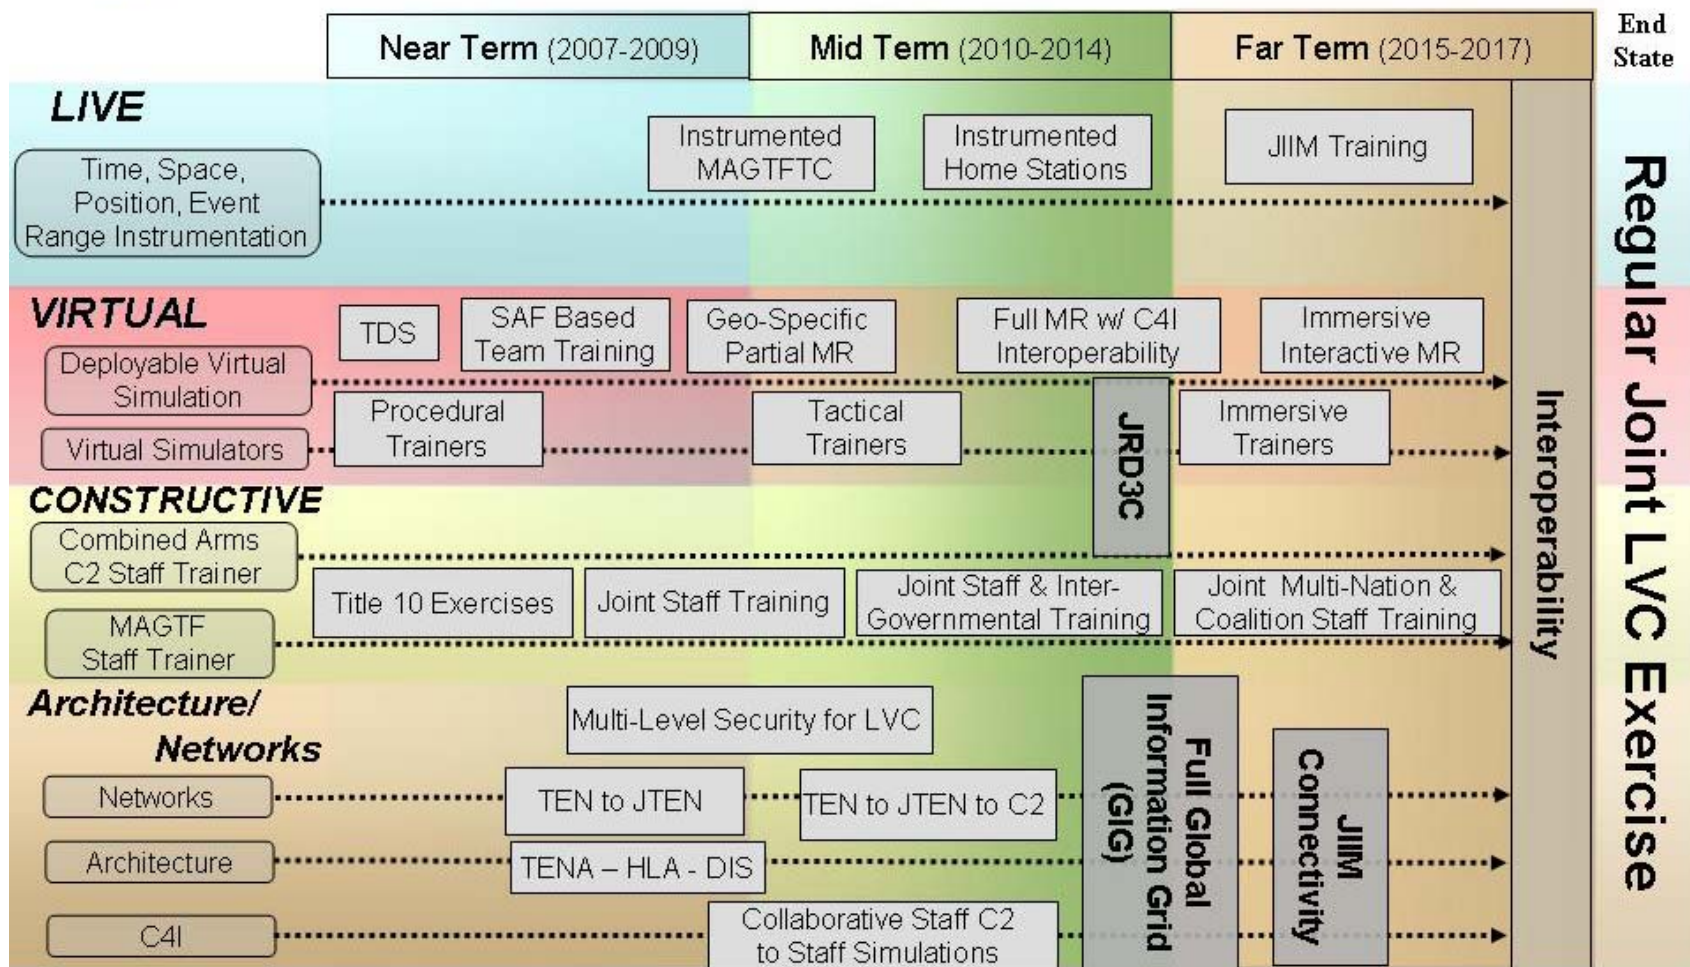 Near Term (2007-2009)
Mid Term (2010-2014)
Far Term (2015-2017)
End
State
LIVE
Time, Space,
Position, Event
Range Instrumentation
Instrumented
MAGTFTC
Instrumented
Home Stations
JIIM Training
VIRTUAL
Deployable Virtual
Simulation
Virtual Simulators
TDS
SAF Based
Team Training
Geo-Specific
Partial MR
Full MR w/ C4I
Interoperability
Immersive
Interactive MR
Procedural
Trainers
Tactical
Trainers
JRD3C
Immersive
Trainers
CONSTRUCTIVE
Combined Arms
C2 Staff Trainer
MAGTF
Staff Trainer
Title 10 Exercises
Joint Staff Training
Joint Staff & Inter-
Governmental Training
Joint Multi-Nation &
Coalition Staff Training
Architecture/
Networks
Networks
Architecture
C4I
Multi-Level Security for LVC
TEN to JTEN
TEN to JTEN to C2
TENA – HLA - DIS
Collaborative Staff C2
to Staff Simulations
Full Global
Information Grid
(GIG)
JIIM
Connectivity
Interoperability
Regular Joint LVC Exercise